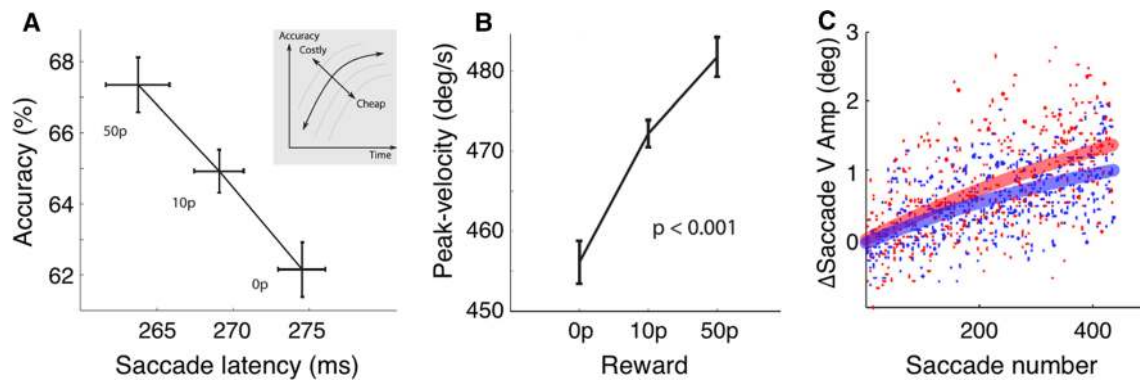 A
Accuracy (%)
68
66
64
62
50p
10p
0p
265
270
275
Saccade latency (ms)
Accuracy
Costly
Cheap
Time
B
Peak-velocity (deg/s)
480
470
460
450
p < 0.001
0p
10p
50p
Reward
C
ΔSaccade V Amp (deg)
3
2
1
0
200
400
Saccade number